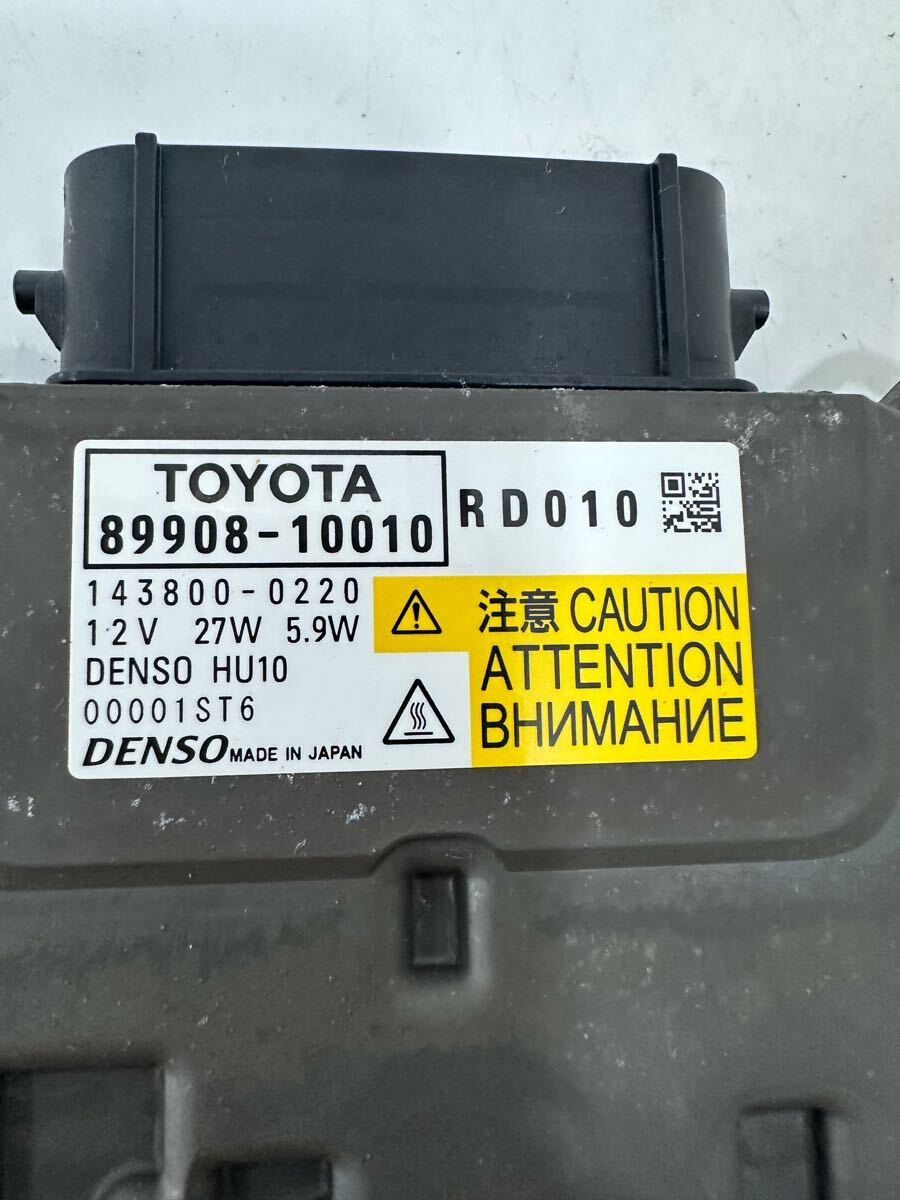 TOYOTA
89908-10010
RD010
143800-0220
12V 27W 5.9W
DENSO HU10
00001ST6
DENSO MADE IN JAPAN
注意 CAUTION
ATTENTION
ВНИМАНИЕ